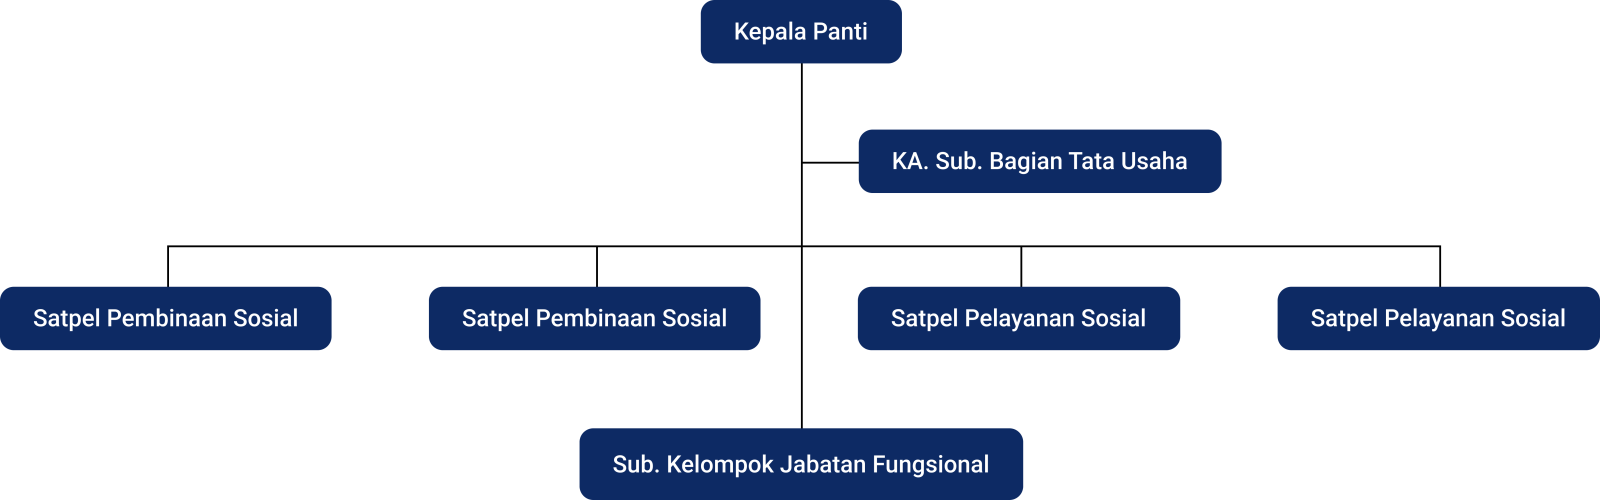 Kepala Panti
KA. Sub. Bagian Tata Usaha
Satpel Pembinaan Sosial
Satpel Pembinaan Sosial
Satpel Pelayanan Sosial
Satpel Pelayanan Sosial
Sub. Kelompok Jabatan Fungsional